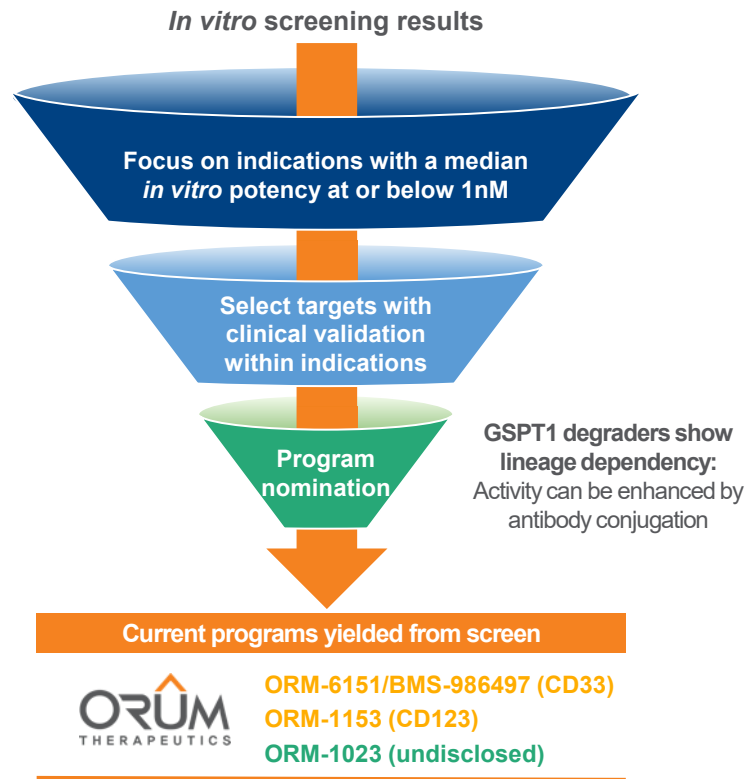 In vitro screening results
Focus on indications with a median
in vitro potency at or below 1nM
Select targets with
clinical validation
within indications
Program
nomination
GSPT1 degraders show
lineage dependency:
Activity can be enhanced by
antibody conjugation
Current programs yielded from screen
ORÛM
THERAPEUTICS
ORM-6151/BMS-986497 (CD33)
ORM-1153 (CD123)
ORM-1023 (undisclosed)